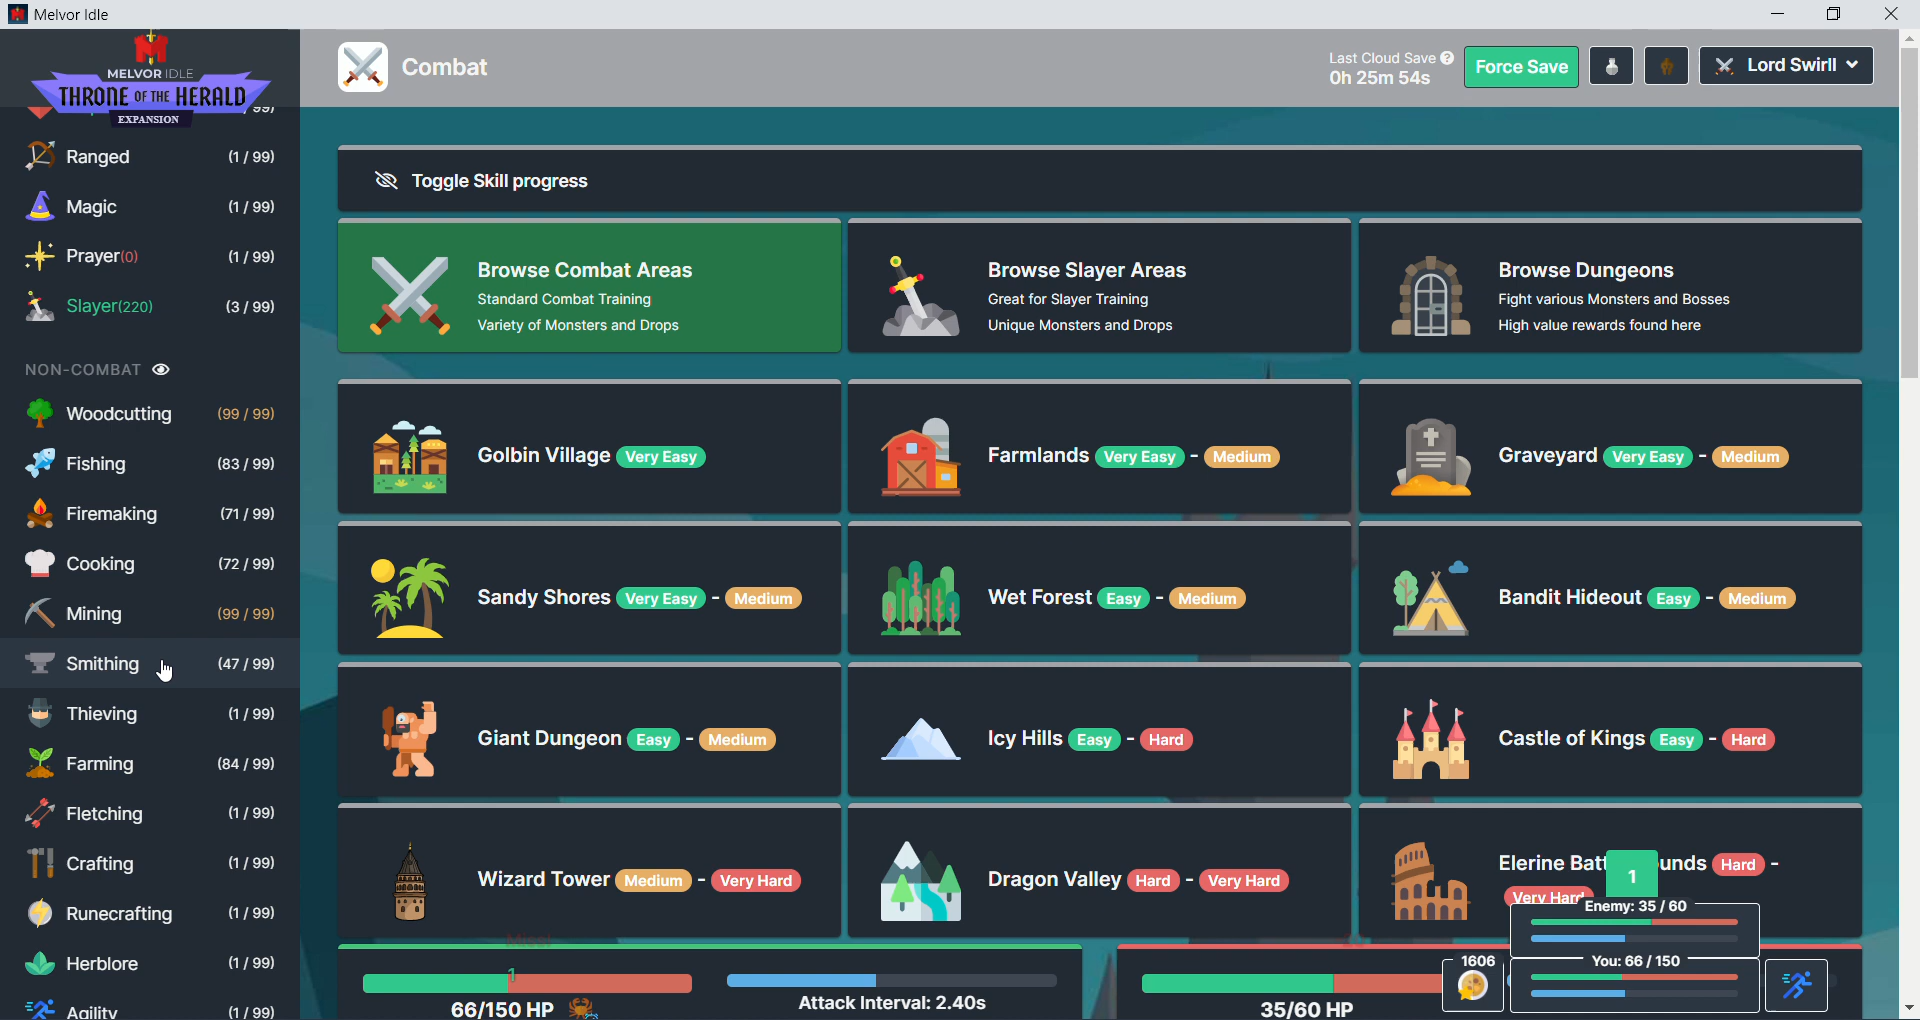 Melvor Idle
MELVOR IDLE
THRONE OF THE HERALD
EXPANSION
Combat
Last Cloud Save
0h 25m 54s
Force Save
Lord Swirll
99)
Ranged (1 / 99)
Magic (1 / 99)
Prayer(0) (1 / 99)
Slayer(220) (3 / 99)
NON-COMBAT
Woodcutting (99 / 99)
Fishing (83 / 99)
Firemaking (71 / 99)
Cooking (72 / 99)
Mining (99 / 99)
Smithing (47 / 99)
Thieving (1 / 99)
Farming (84 / 99)
Fletching (1 / 99)
Crafting (1 / 99)
Runecrafting (1 / 99)
Herblore (1 / 99)
Agility (1 / 99)
Toggle Skill progress
Browse Combat Areas
Standard Combat Training
Variety of Monsters and Drops
Browse Slayer Areas
Great for Slayer Training
Unique Monsters and Drops
Browse Dungeons
Fight various Monsters and Bosses
High value rewards found here
Golbin Village Very Easy
Farmlands Very Easy - Medium
Graveyard Very Easy - Medium
Sandy Shores Very Easy - Medium
Wet Forest Easy - Medium
Bandit Hideout Easy - Medium
Giant Dungeon Easy - Medium
Icy Hills Easy - Hard
Castle of Kings Easy - Hard
Wizard Tower Medium - Very Hard
Dragon Valley Hard - Very Hard
Elerine Batt unds Hard -
Very Hard
1
Miss!
1
66/150 HP
Attack Interval: 2.40s
35/60 HP
Enemy: 35 / 60
1606
You: 66 / 150